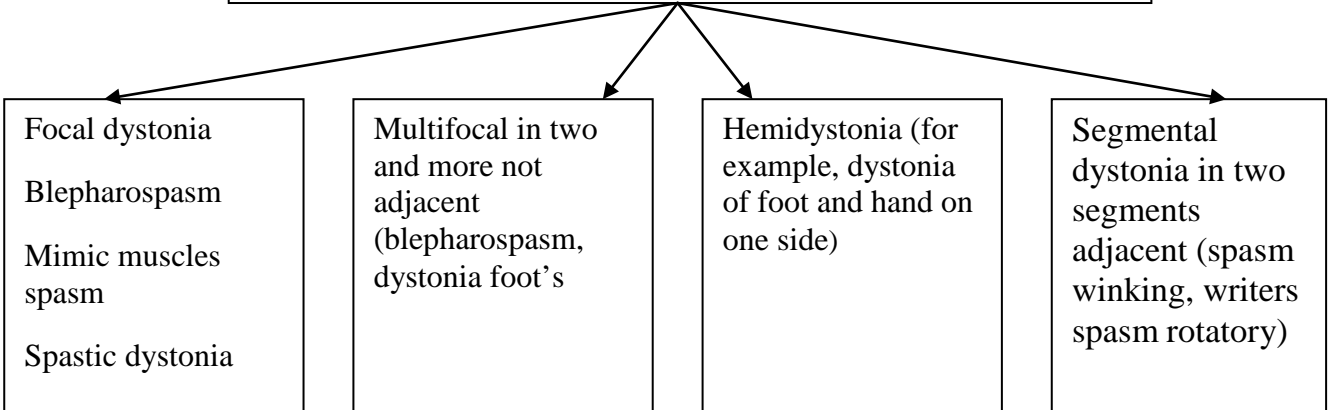 Focal dystonia
Blepharospasm
Mimic muscles
spasm
Spastic dystonia
Multifocal in two
and more not
adjacent
(blepharospasm,
dystonia foot’s
Hemidystonia (for
example, dystonia
of foot and hand on
one side)
Segmental
dystonia in two
segments
adjacent (spasm
winking, writers
spasm rotatory)